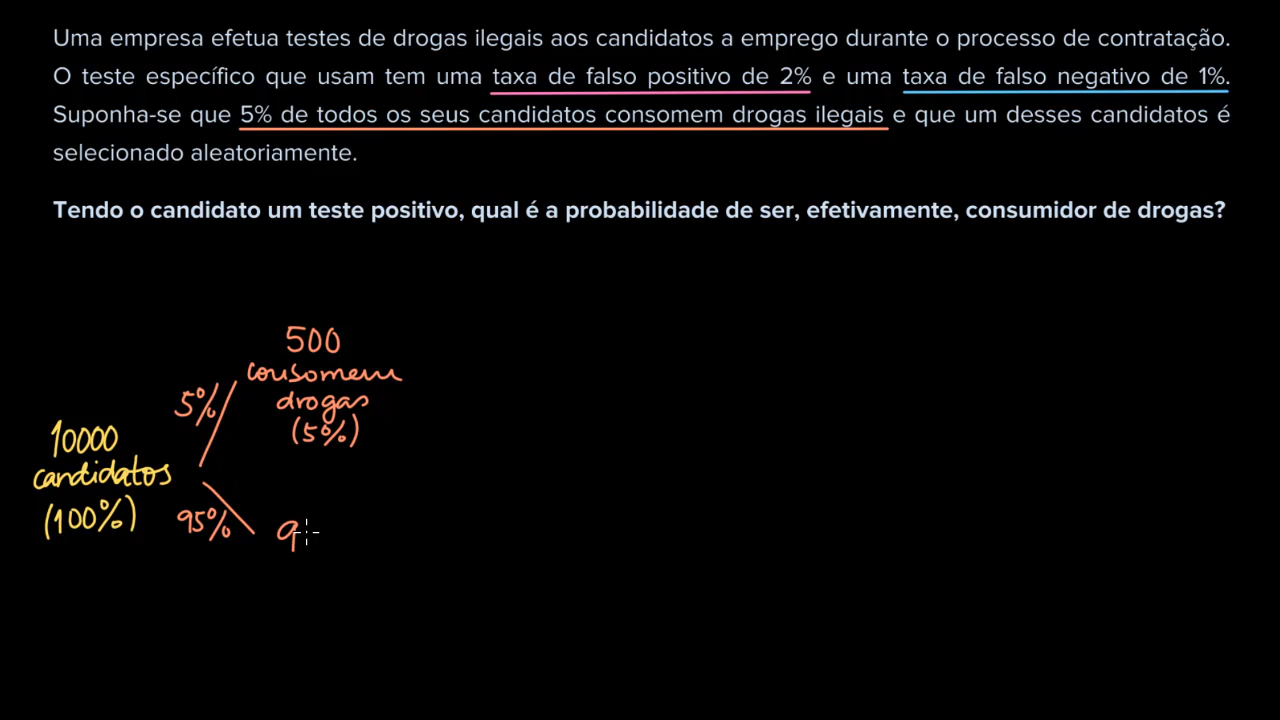 Uma empresa efetua testes de drogas ilegais aos candidatos a emprego durante o processo de contratação.
O teste específico que usam tem uma taxa de falso positivo de 2% e uma taxa de falso negativo de 1%.
Suponha-se que 5% de todos os seus candidatos consomem drogas ilegais e que um desses candidatos é
selecionado aleatoriamente.
Tendo o candidato um teste positivo, qual é a probabilidade de ser, efetivamente, consumidor de drogas?
500
consomem
drogas
(5%)
5%
10000
candidatos
(100%)
95%
9